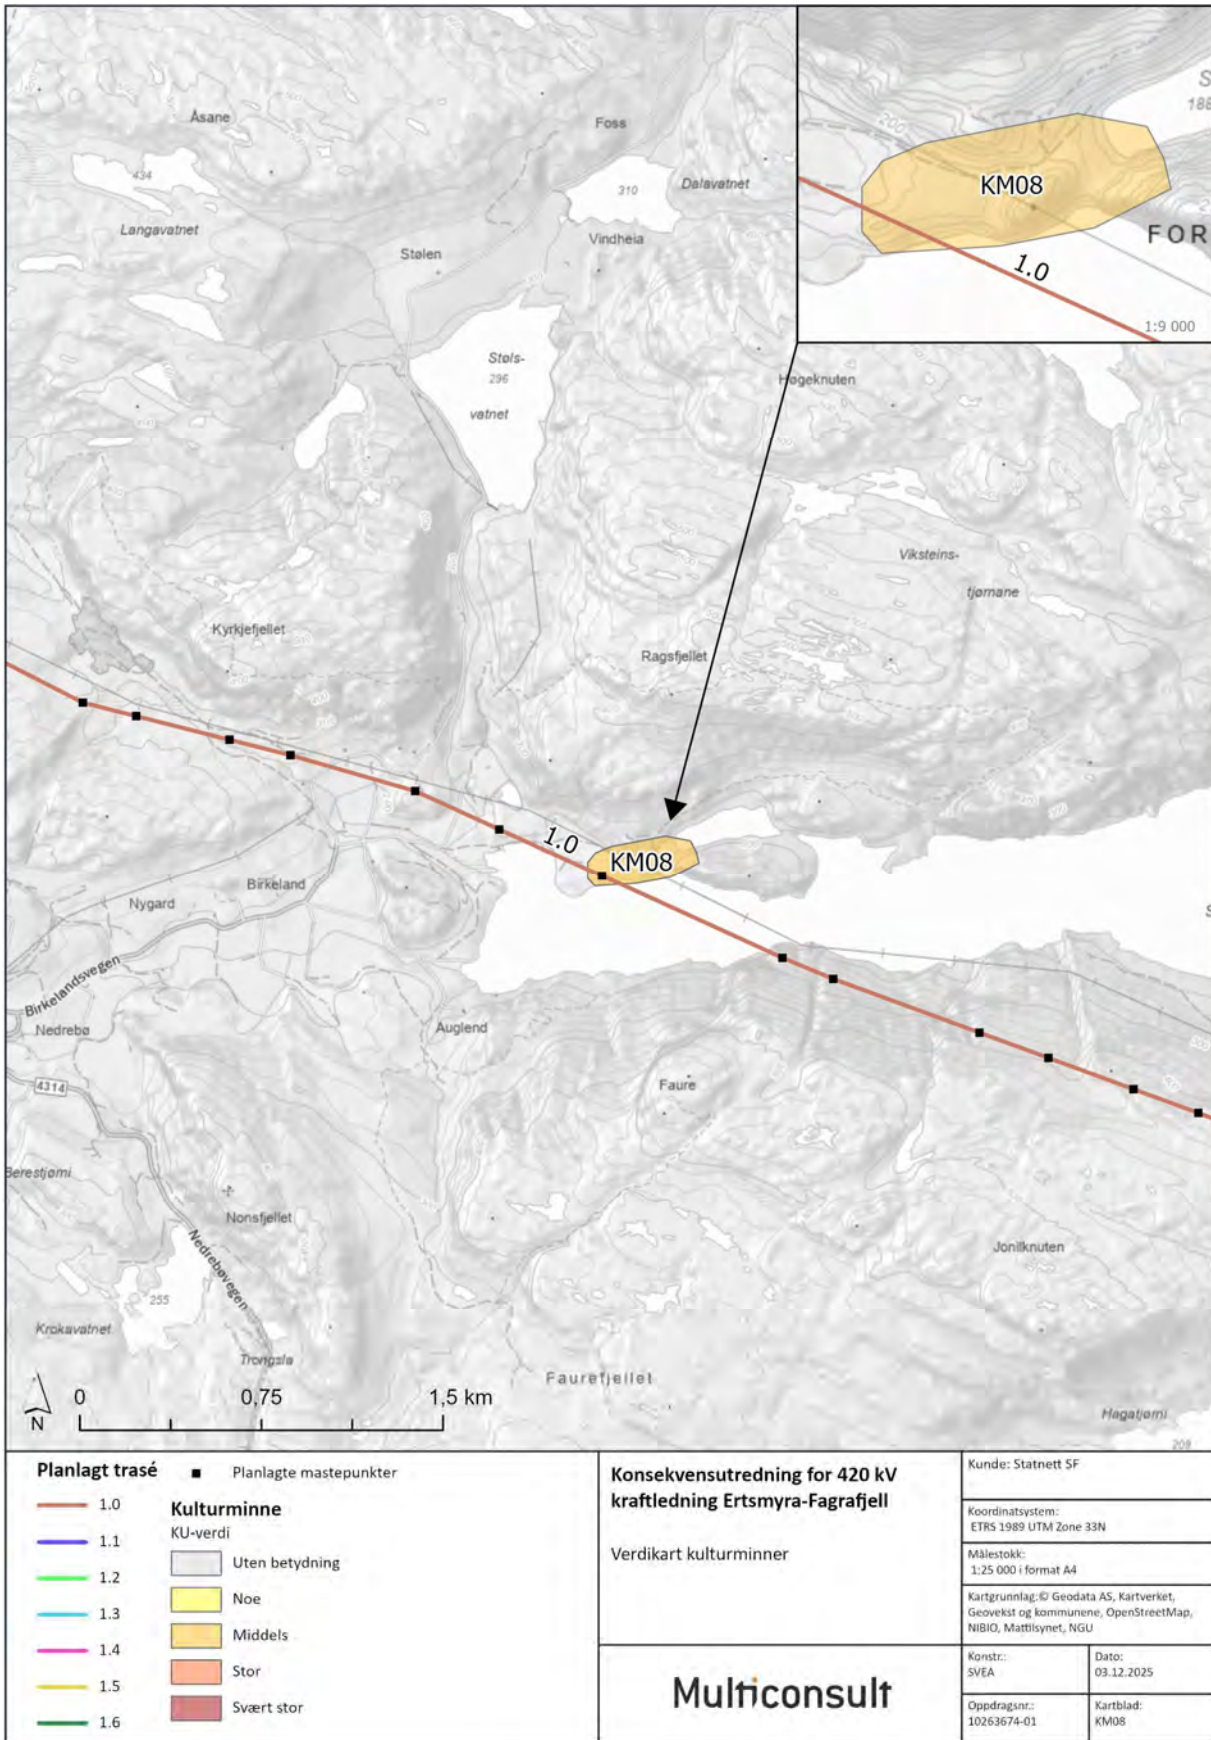 Åsane
Foss
434
310
Dalavatnet
Langavatnet
Vindheia
Stølen
Støls-
296
vatnet
200
188
KM08
FOR
1.0
1:9 000
Høgeknuten
Viksteins-
tjørnane
Kyrkjefjellet
Ragsfjellet
1.0
KM08
Birkeland
Nygard
Birkelandsvegen
Nedrebø
Auglend
4314
Faure
Berestjørni
Nonsfjellet
Nedrebøvegen
Jonilknuten
255
Krokavatnet
Trongsla
Faurefjellet
Hagatjørni
209
N
0
0,75
1,5 km
Planlagt trasé
1.0
1.1
1.2
1.3
1.4
1.5
1.6
Planlagte mastepunkter
Kulturminne
KU-verdi
Uten betydning
Noe
Middels
Stor
Svært stor
Konsekvensutredning for 420 kV
kraftledning Ertsmyra-Fagrafjell
Verdikart kulturminner
Multiconsult
Kunde: Statnett SF
Koordinatsystem:
ETRS 1989 UTM Zone 33N
Målestokk:
1:25 000 i format A4
Kartgrunnlag:© Geodata AS, Kartverket,
Geovekst og kommunene, OpenStreetMap,
NIBIO, Mattilsynet, NGU
Konstr.:
SVEA
Dato:
03.12.2025
Oppdragsnr.:
10263674-01
Kartblad:
KM08